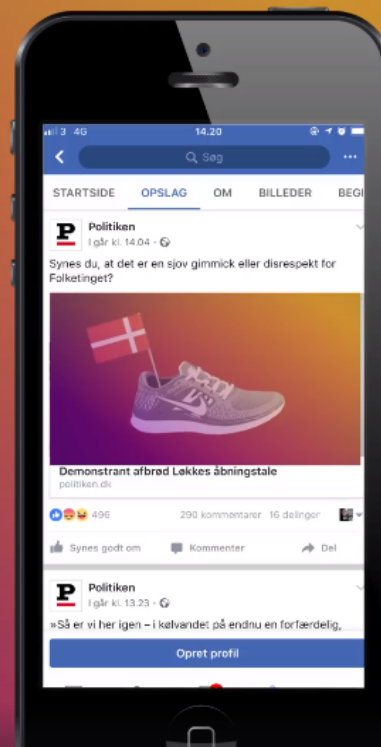 3 4G 14.20
Søg
STARTSIDE OPSLAG OM BILLEDER BEGI
P Politiken
I går kl. 14.04 ·
Synes du, at det er en sjov gimmick eller disrespekt for
Folketinget?
Demonstrant afbrød Løkkes åbningstale
politiken.dk
496 290 kommentarer 16 delinger
Synes godt om Kommenter Del
P Politiken
I går kl. 13.23 ·
»Så er vi her igen – i kølvandet på endnu en forfærdelig,
Opret profil